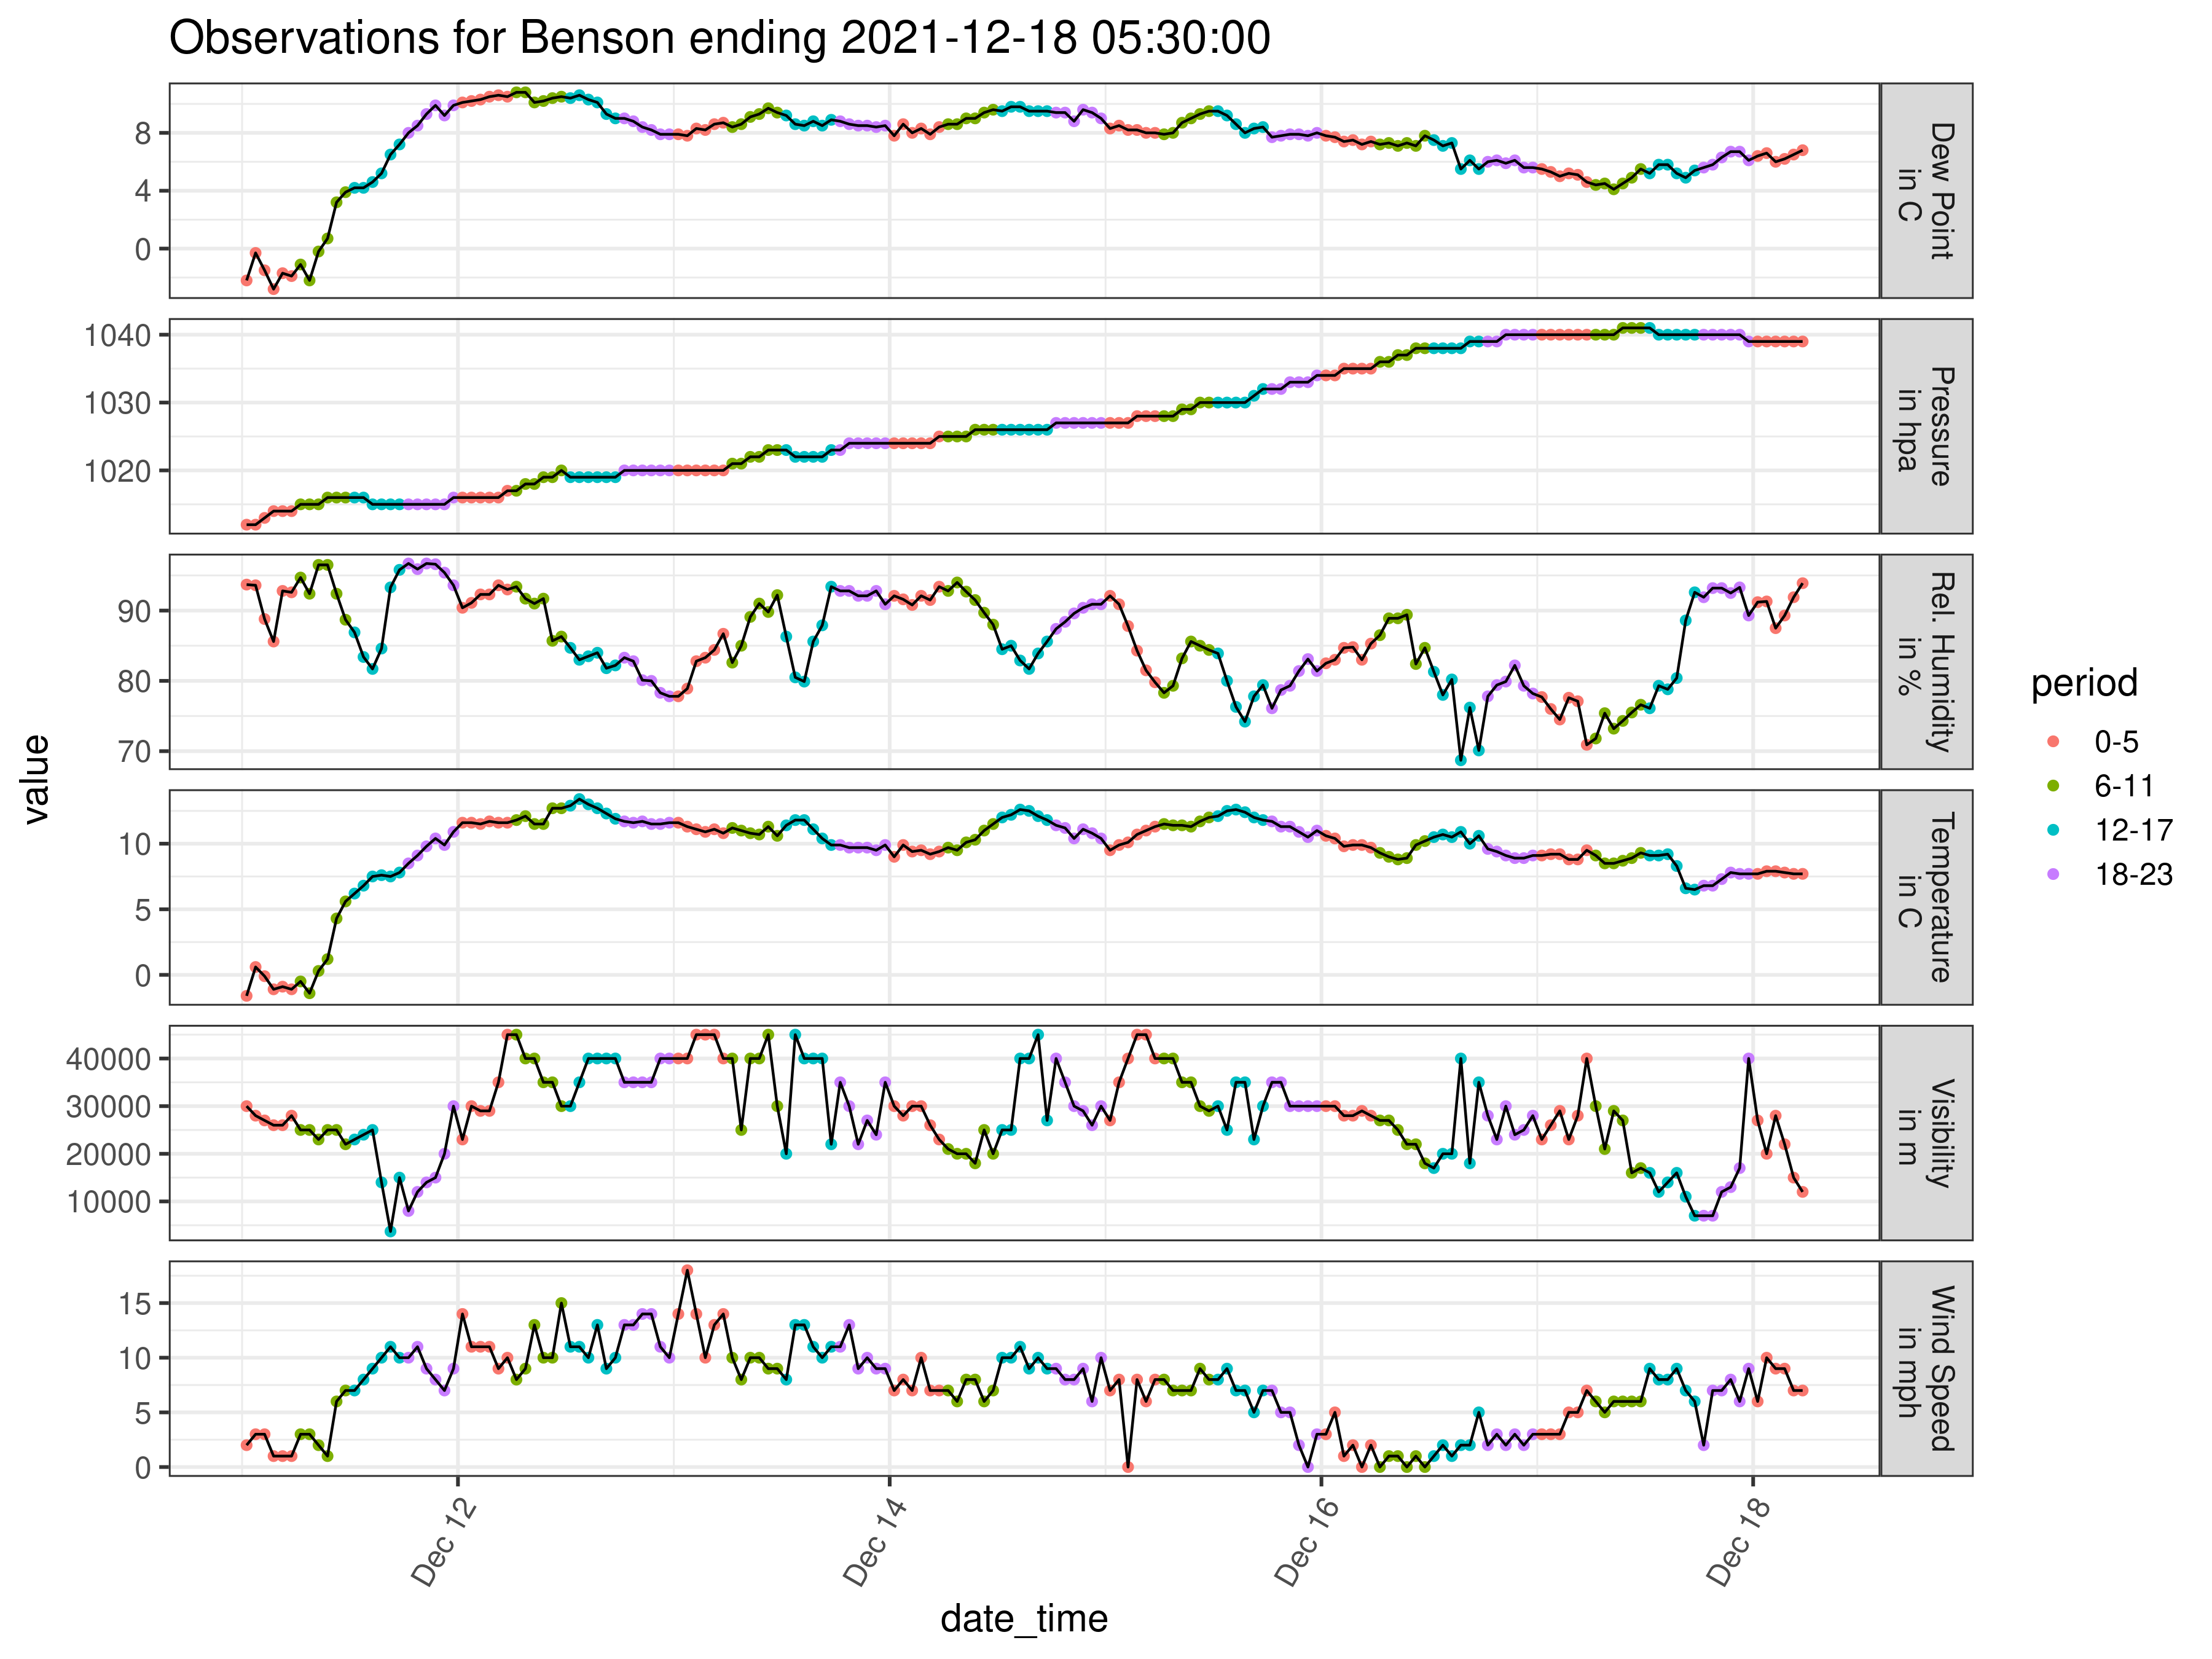 Observations for Benson ending 2021-12-18 05:30:00
value
8
4
0
Dew Point
in C
1040
1030
1020
Pressure
in hpa
90
80
70
Rel. Humidity
in %
10
5
0
Temperature
in C
40000
30000
20000
10000
Visibility
in m
15
10
5
0
Wind Speed
in mph
Dec 12
Dec 14
Dec 16
Dec 18
date_time
period
0-5
6-11
12-17
18-23